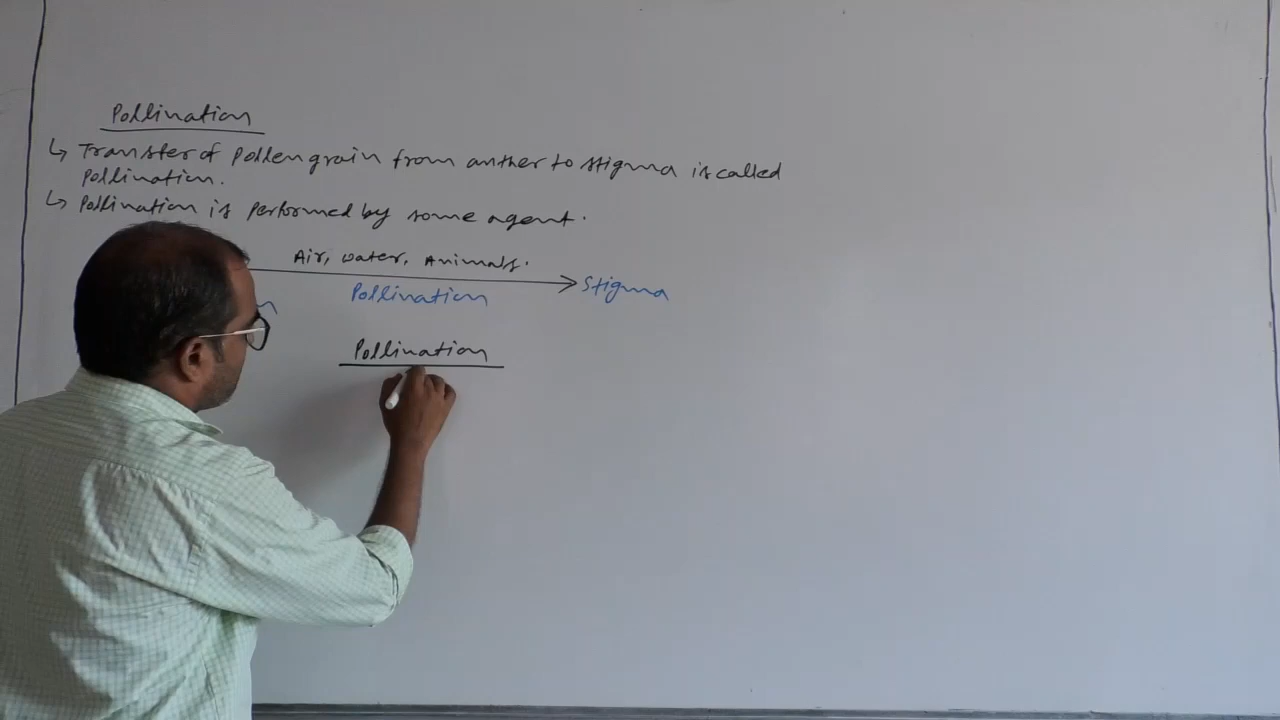 Pollination
↳ Transfer of pollen grain from anther to stigma is called
pollination.
↳ Pollination is performed by some agent.
Air, water, Animals.
Pollination
Stigma
Pollination